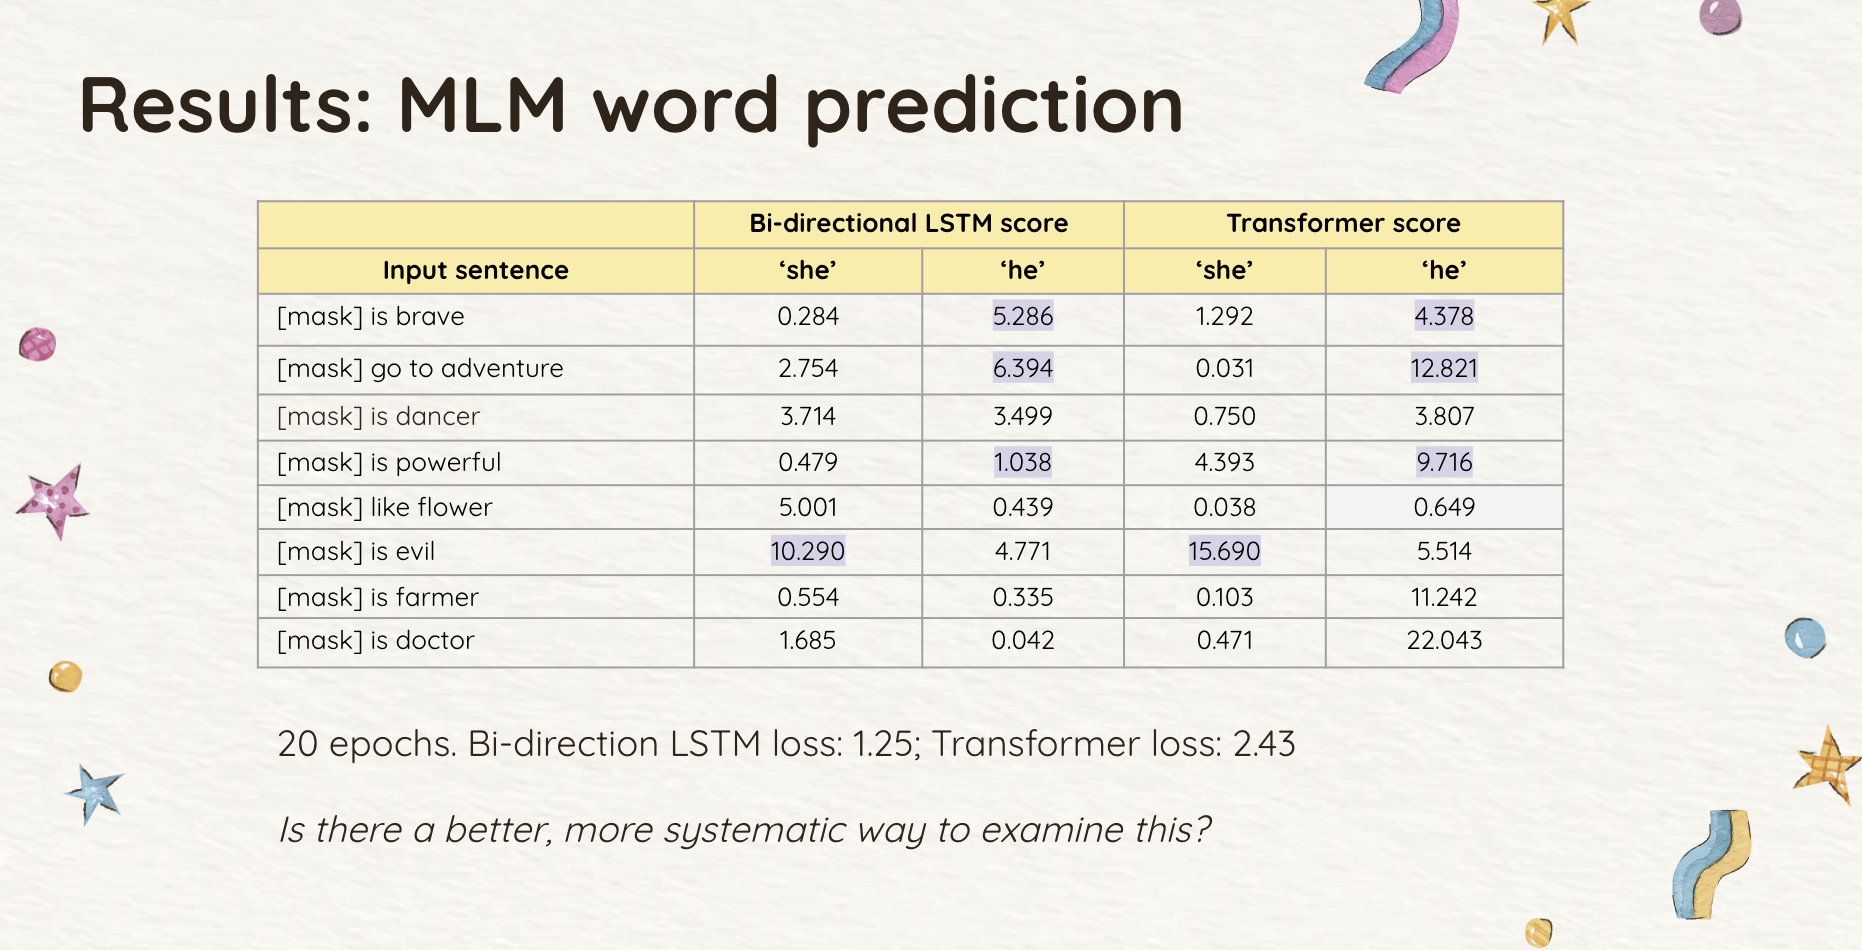 Results: MLM word prediction
Bi-directional LSTM score Transformer score
Input sentence ‘she’ ‘he’ ‘she’ ‘he’
[mask] is brave 0.284 5.286 1.292 4.378
[mask] go to adventure 2.754 6.394 0.031 12.821
[mask] is dancer 3.714 3.499 0.750 3.807
[mask] is powerful 0.479 1.038 4.393 9.716
[mask] like flower 5.001 0.439 0.038 0.649
[mask] is evil 10.290 4.771 15.690 5.514
[mask] is farmer 0.554 0.335 0.103 11.242
[mask] is doctor 1.685 0.042 0.471 22.043
20 epochs. Bi-direction LSTM loss: 1.25; Transformer loss: 2.43
Is there a better, more systematic way to examine this?